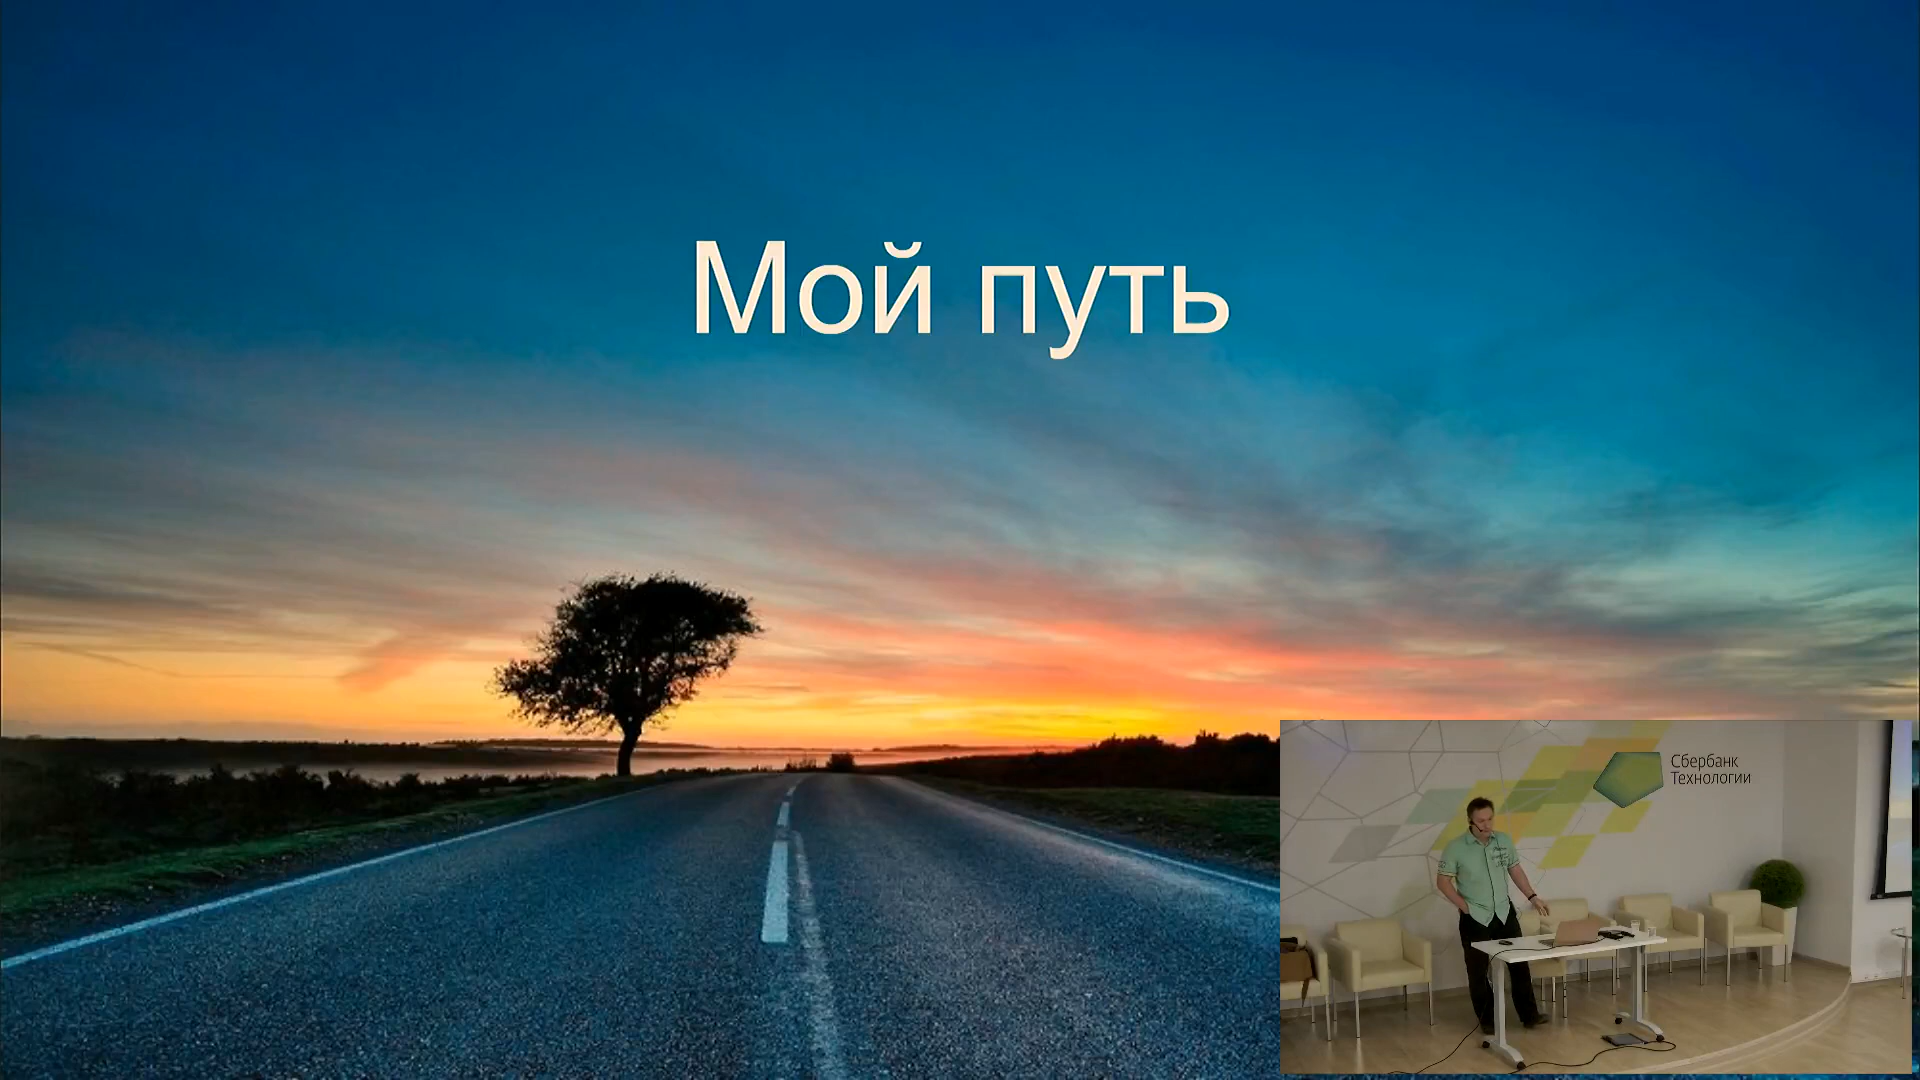 Мой путь
Сбербанк
Технологии